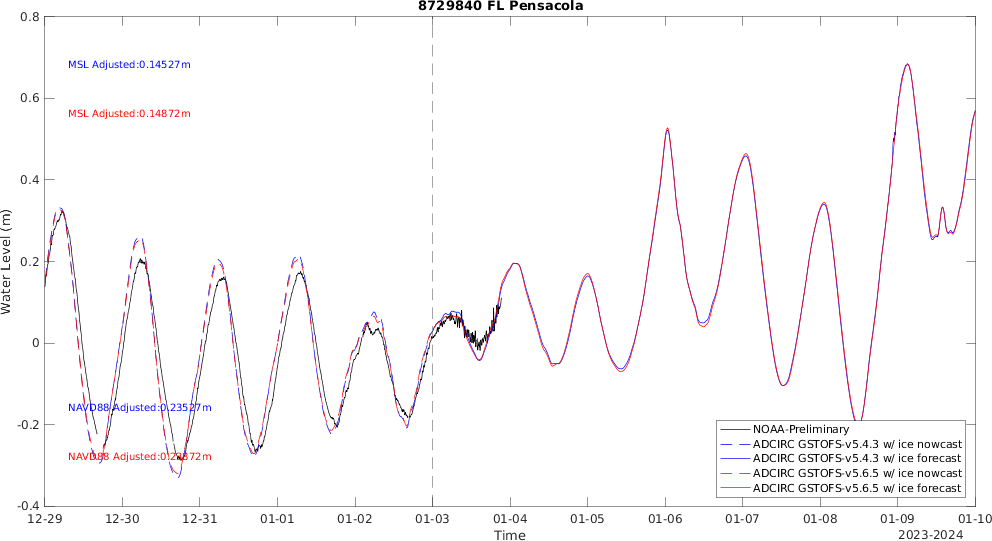 8729840 FL Pensacola
0.8
0.6
0.4
0.2
0
-0.2
-0.4
Water Level (m)
MSL Adjusted:0.14527m
MSL Adjusted:0.14872m
NAVD88 Adjusted:0.23527m
NAVD88 Adjusted:0.23872m
NOAA-Preliminary
ADCIRC GSTOFS-v5.4.3 w/ ice nowcast
ADCIRC GSTOFS-v5.4.3 w/ ice forecast
ADCIRC GSTOFS-v5.6.5 w/ ice nowcast
ADCIRC GSTOFS-v5.6.5 w/ ice forecast
12-29 12-30 12-31 01-01 01-02 01-03 01-04 01-05 01-06 01-07 01-08 01-09 01-10
Time
2023-2024